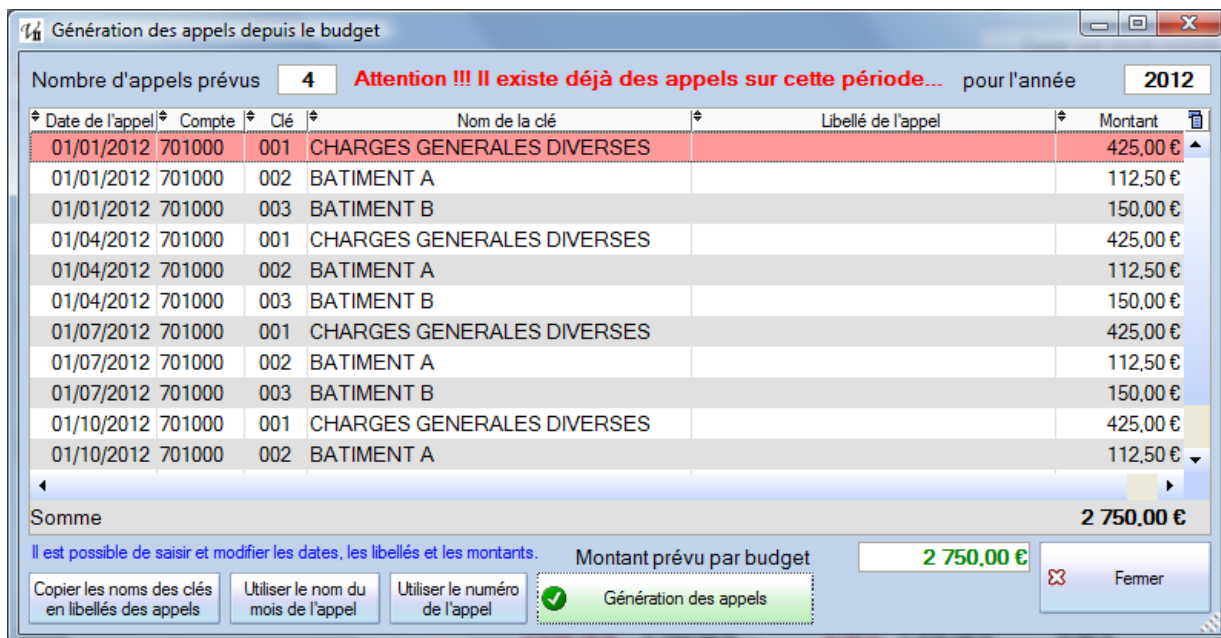 Génération des appels depuis le budget
Nombre d'appels prévus 4 Attention !!! Il existe déjà des appels sur cette période... pour l'année 2012
Date de l'appel Compte Clé Nom de la clé Libellé de l'appel Montant
01/01/2012 701000 001 CHARGES GENERALES DIVERSES 425,00 €
01/01/2012 701000 002 BATIMENT A 112,50 €
01/01/2012 701000 003 BATIMENT B 150,00 €
01/04/2012 701000 001 CHARGES GENERALES DIVERSES 425,00 €
01/04/2012 701000 002 BATIMENT A 112,50 €
01/04/2012 701000 003 BATIMENT B 150,00 €
01/07/2012 701000 001 CHARGES GENERALES DIVERSES 425,00 €
01/07/2012 701000 002 BATIMENT A 112,50 €
01/07/2012 701000 003 BATIMENT B 150,00 €
01/10/2012 701000 001 CHARGES GENERALES DIVERSES 425,00 €
01/10/2012 701000 002 BATIMENT A 112,50 €
Somme 2 750,00 €
Il est possible de saisir et modifier les dates, les libellés et les montants.
Montant prévu par budget 2 750,00 €
Copier les noms des clés
en libellés des appels
Utiliser le nom du
mois de l'appel
Utiliser le numéro
de l'appel
Génération des appels
Fermer